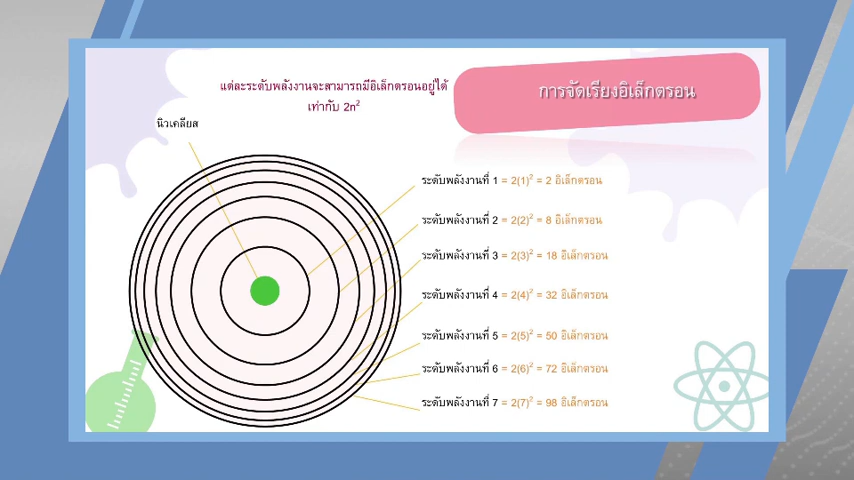 แต่ละระดับพลังงานจะสามารถมีอิเล็กตรอนอยู่ได้
เท่ากับ 2n²
การจัดเรียงอิเล็กตรอน
นิวเคลียส
ระดับพลังงานที่ 1 = 2(1)² = 2 อิเล็กตรอน
ระดับพลังงานที่ 2 = 2(2)² = 8 อิเล็กตรอน
ระดับพลังงานที่ 3 = 2(3)² = 18 อิเล็กตรอน
ระดับพลังงานที่ 4 = 2(4)² = 32 อิเล็กตรอน
ระดับพลังงานที่ 5 = 2(5)² = 50 อิเล็กตรอน
ระดับพลังงานที่ 6 = 2(6)² = 72 อิเล็กตรอน
ระดับพลังงานที่ 7 = 2(7)² = 98 อิเล็กตรอน